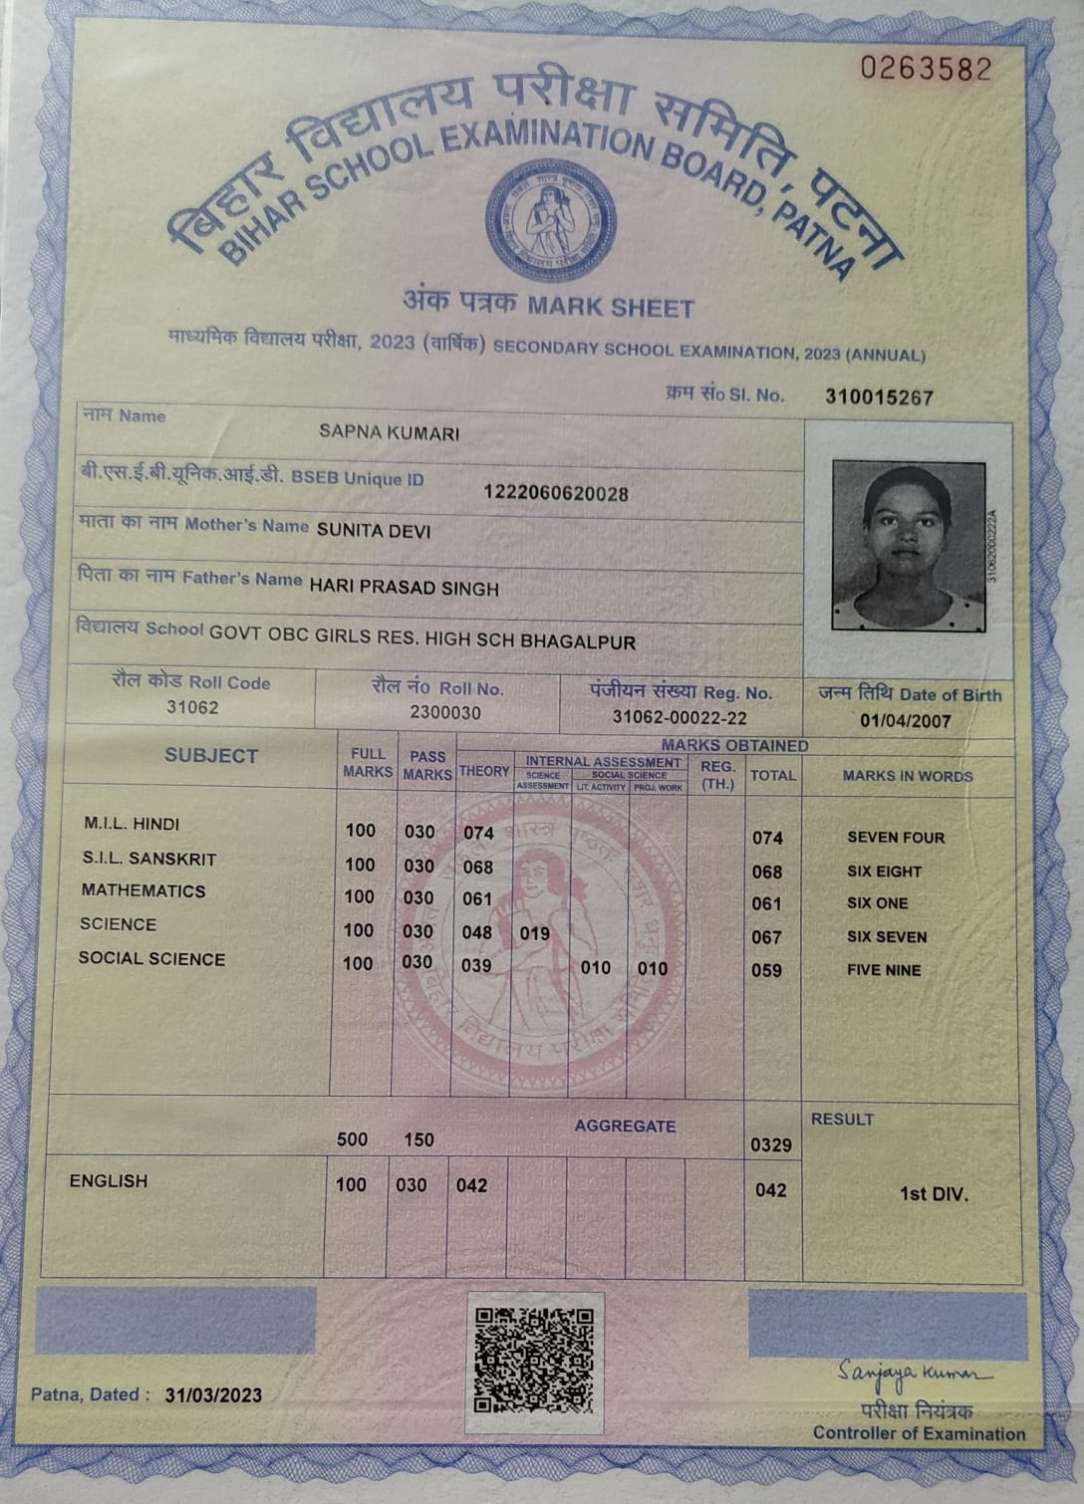 0263582
बिहार विद्यालय परीक्षा समिति, पटना
BIHAR SCHOOL EXAMINATION BOARD, PATNA
अंक पत्रक MARK SHEET
माध्यमिक विद्यालय परीक्षा, 2023 (वार्षिक) SECONDARY SCHOOL EXAMINATION, 2023 (ANNUAL)
क्रम सं० Sl. No. 310015267
नाम Name SAPNA KUMARI
बी.एस.ई.बी.यूनिक.आई.डी. BSEB Unique ID 1222060620028
माता का नाम Mother's Name SUNITA DEVI
पिता का नाम Father's Name HARI PRASAD SINGH
विद्यालय School GOVT OBC GIRLS RES. HIGH SCH BHAGALPUR
31062000222A
रौल कोड Roll Code रौल नं० Roll No. पंजीयन संख्या Reg. No. जन्म तिथि Date of Birth
31062 2300030 31062-00022-22 01/04/2007
SUBJECT FULL MARKS PASS MARKS MARKS OBTAINED
THEORY INTERNAL ASSESSMENT REG. (TH.) TOTAL MARKS IN WORDS
SCIENCE ASSESSMENT SOCIAL SCIENCE
LIT. ACTIVITY PROJ. WORK
M.I.L. HINDI 100 030 074 074 SEVEN FOUR
S.I.L. SANSKRIT 100 030 068 068 SIX EIGHT
MATHEMATICS 100 030 061 061 SIX ONE
SCIENCE 100 030 048 019 067 SIX SEVEN
SOCIAL SCIENCE 100 030 039 010 010 059 FIVE NINE
500 150 AGGREGATE 0329 RESULT
ENGLISH 100 030 042 042 1st DIV.
Patna, Dated : 31/03/2023
Sanjaya Kumar
परीक्षा नियंत्रक
Controller of Examination